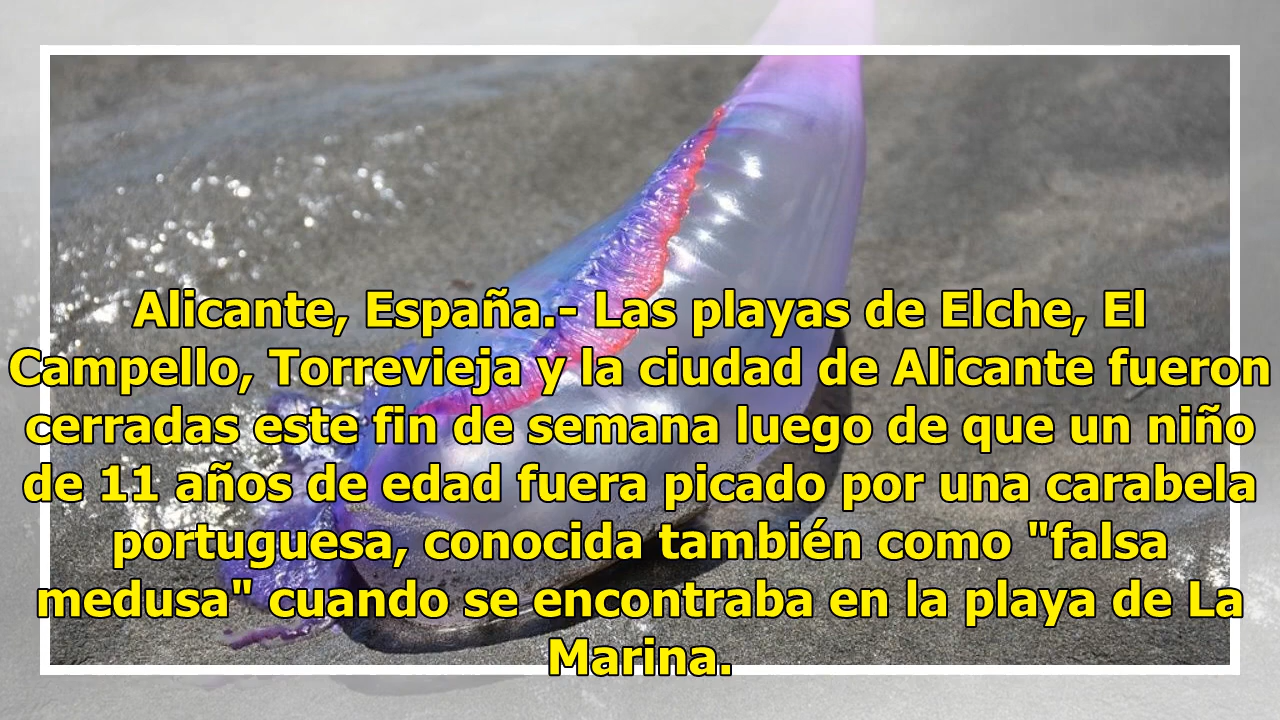 Alicante, España.- Las playas de Elche, El
Campello, Torrevieja y la ciudad de Alicante fueron
cerradas este fin de semana luego de que un niño
de 11 años de edad fuera picado por una carabela
portuguesa, conocida también como "falsa
medusa" cuando se encontraba en la playa de La
Marina.